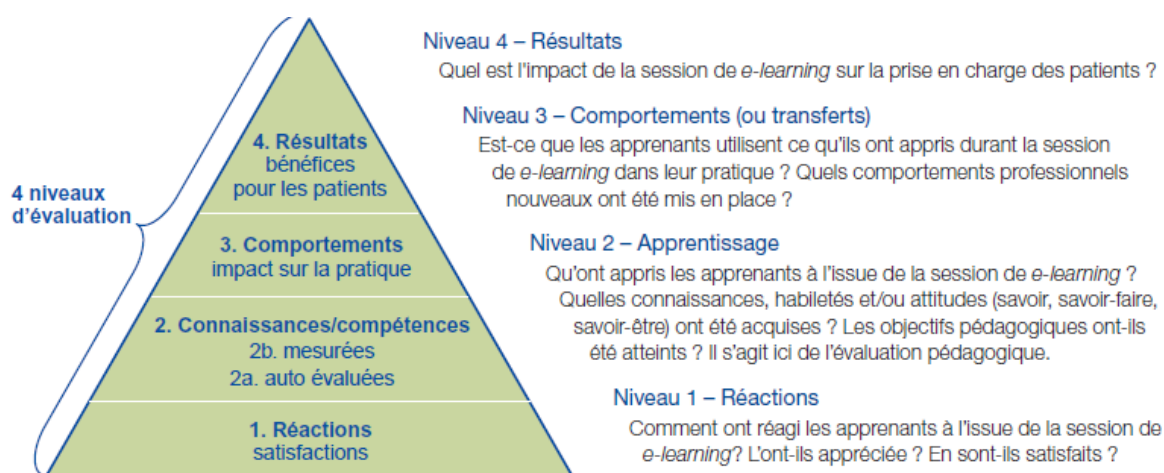 4 niveaux
d'évaluation
4. Résultats
bénéfices
pour les patients
3. Comportements
impact sur la pratique
2. Connaissances/compétences
2b. mesurées
2a. auto évaluées
1. Réactions
satisfactions
Niveau 4 – Résultats
Quel est l'impact de la session de e-learning sur la prise en charge des patients ?
Niveau 3 – Comportements (ou transferts)
Est-ce que les apprenants utilisent ce qu'ils ont appris durant la session
de e-learning dans leur pratique ? Quels comportements professionnels
nouveaux ont été mis en place ?
Niveau 2 – Apprentissage
Qu'ont appris les apprenants à l'issue de la session de e-learning ?
Quelles connaissances, habiletés et/ou attitudes (savoir, savoir-faire,
savoir-être) ont été acquises ? Les objectifs pédagogiques ont-ils
été atteints ? Il s'agit ici de l'évaluation pédagogique.
Niveau 1 – Réactions
Comment ont réagi les apprenants à l'issue de la session de
e-learning? L'ont-ils appréciée ? En sont-ils satisfaits ?